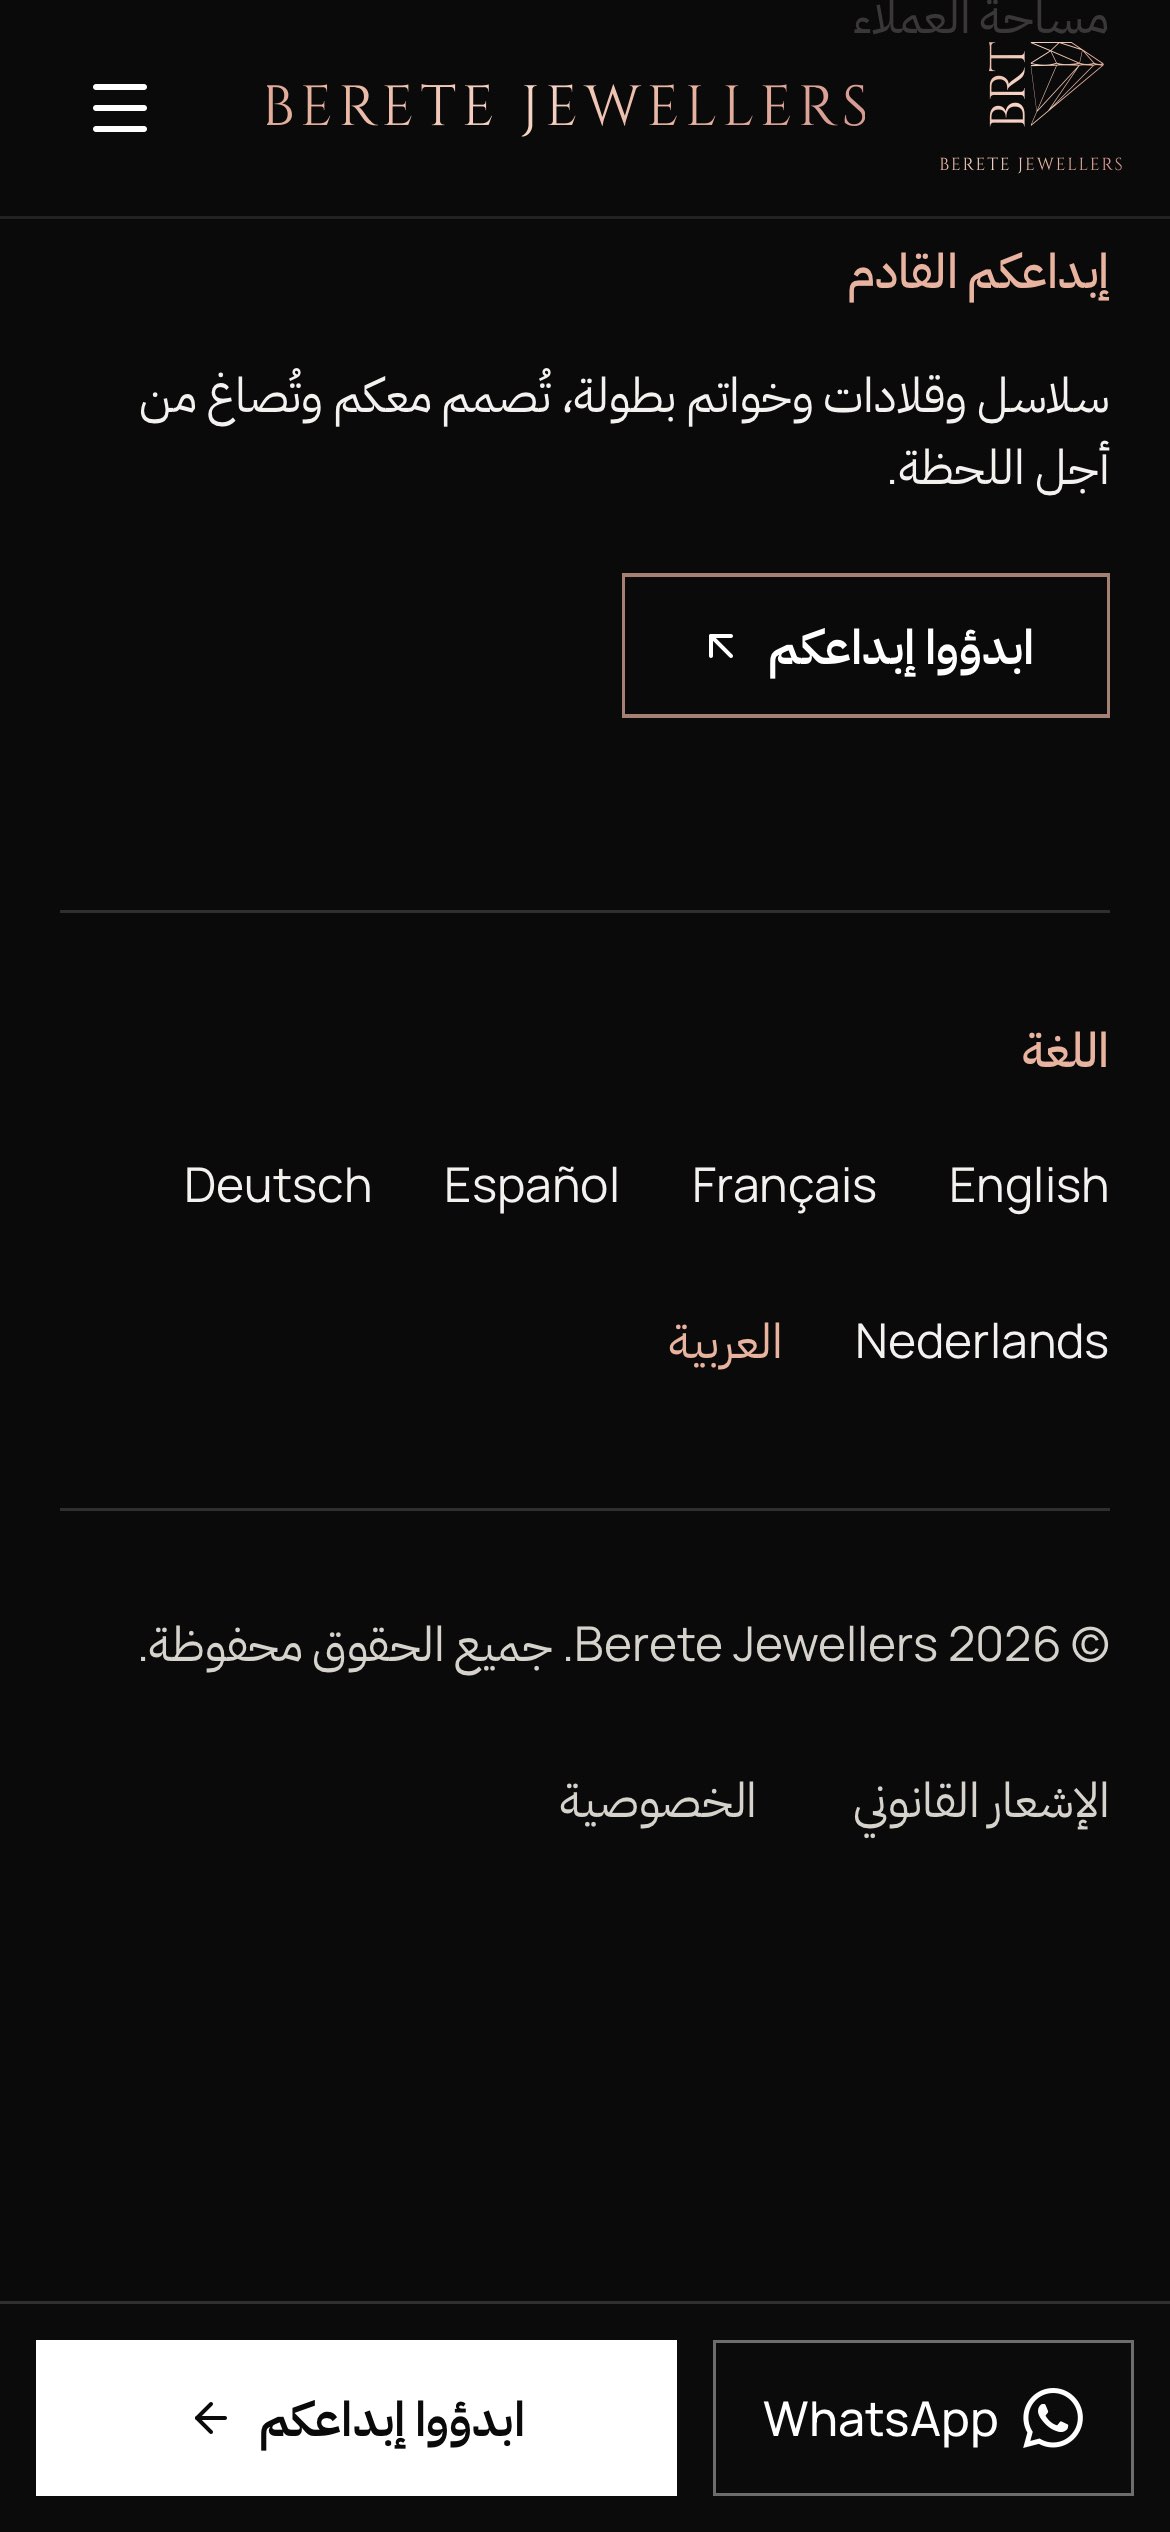 مساحة العملاء
BRT
BERETE JEWELLERS
BERETE JEWELLERS
إبداعكم القادم
سلاسل وقلادات وخواتم بطولة، تُصمم معكم وتُصاغ من
أجل اللحظة.
ابدؤوا إبداعكم
اللغة
English Français Español Deutsch
Nederlands العربية
© 2026 Berete Jewellers. جميع الحقوق محفوظة.
الإشعار القانوني الخصوصية
WhatsApp
ابدؤوا إبداعكم